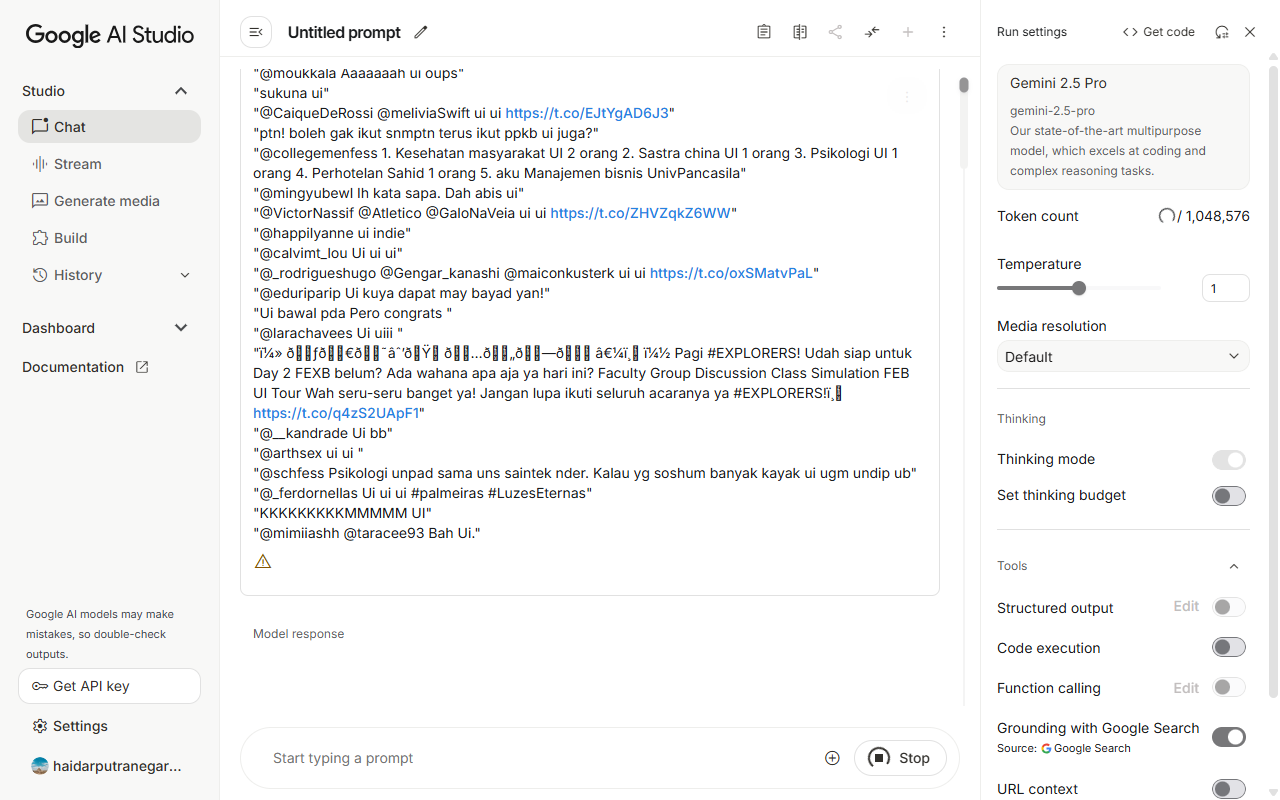 Google AI Studio
Studio
Chat
Stream
Generate media
Build
History
Dashboard
Documentation
Google AI models may make
mistakes, so double-check
outputs.
Get API key
Settings
haidarputranegar...
Untitled prompt
"@moukkala Aaaaaaah ui oups"
"sukuna ui"
"@CaiqueDeRossi @meliviaSwift ui ui https://t.co/EJtYgAD6J3"
"ptn! boleh gak ikut snmptn terus ikut ppkb ui juga?"
"@collegemenfess 1. Kesehatan masyarakat UI 2 orang 2. Sastra china UI 1 orang 3. Psikologi UI 1
orang 4. Perhotelan Sahid 1 orang 5. aku Manajemen bisnis UnivPancasila"
"@mingyubewl lh kata sapa. Dah abis ui"
"@VictorNassif @Atletico @GaloNaVeia ui ui https://t.co/ZHVZqkZ6WW"
"@happilyanne ui indie"
"@calvimt_lou Ui ui ui"
"@_rodrigueshugo @Gengar_kanashi @maiconkusterk ui ui https://t.co/oxSMatvPaL"
"@eduriparip Ui kuya dapat may bayad yan!"
"Ui bawal pda Pero congrats "
"@larachavees Ui uiii "
Pagi #EXPLORERS! Udah siap untuk
Day 2 FEXB belum? Ada wahana apa aja ya hari ini? Faculty Group Discussion Class Simulation FEB
UI Tour Wah seru-seru banget ya! Jangan lupa ikuti seluruh acaranya ya #EXPLORERS!
https://t.co/q4zS2UApF1"
"@__kandrade Ui bb"
"@arthsex ui ui "
"@schfess Psikologi unpad sama uns saintek nder. Kalau yg soshum banyak kayak ui ugm undip ub"
"@_ferdornellas Ui ui ui #palmeiras #LuzesEternas"
"KKKKKKKKKMMMMM UI"
"@mimiiashh @taracee93 Bah Ui."
Model response
Start typing a prompt
Stop
Run settings
Get code
Gemini 2.5 Pro
gemini-2.5-pro
Our state-of-the-art multipurpose
model, which excels at coding and
complex reasoning tasks.
Token count
/ 1,048,576
Temperature
1
Media resolution
Default
Thinking
Thinking mode
Set thinking budget
Tools
Structured output Edit
Code execution
Function calling Edit
Grounding with Google Search
Source: Google Search
URL context